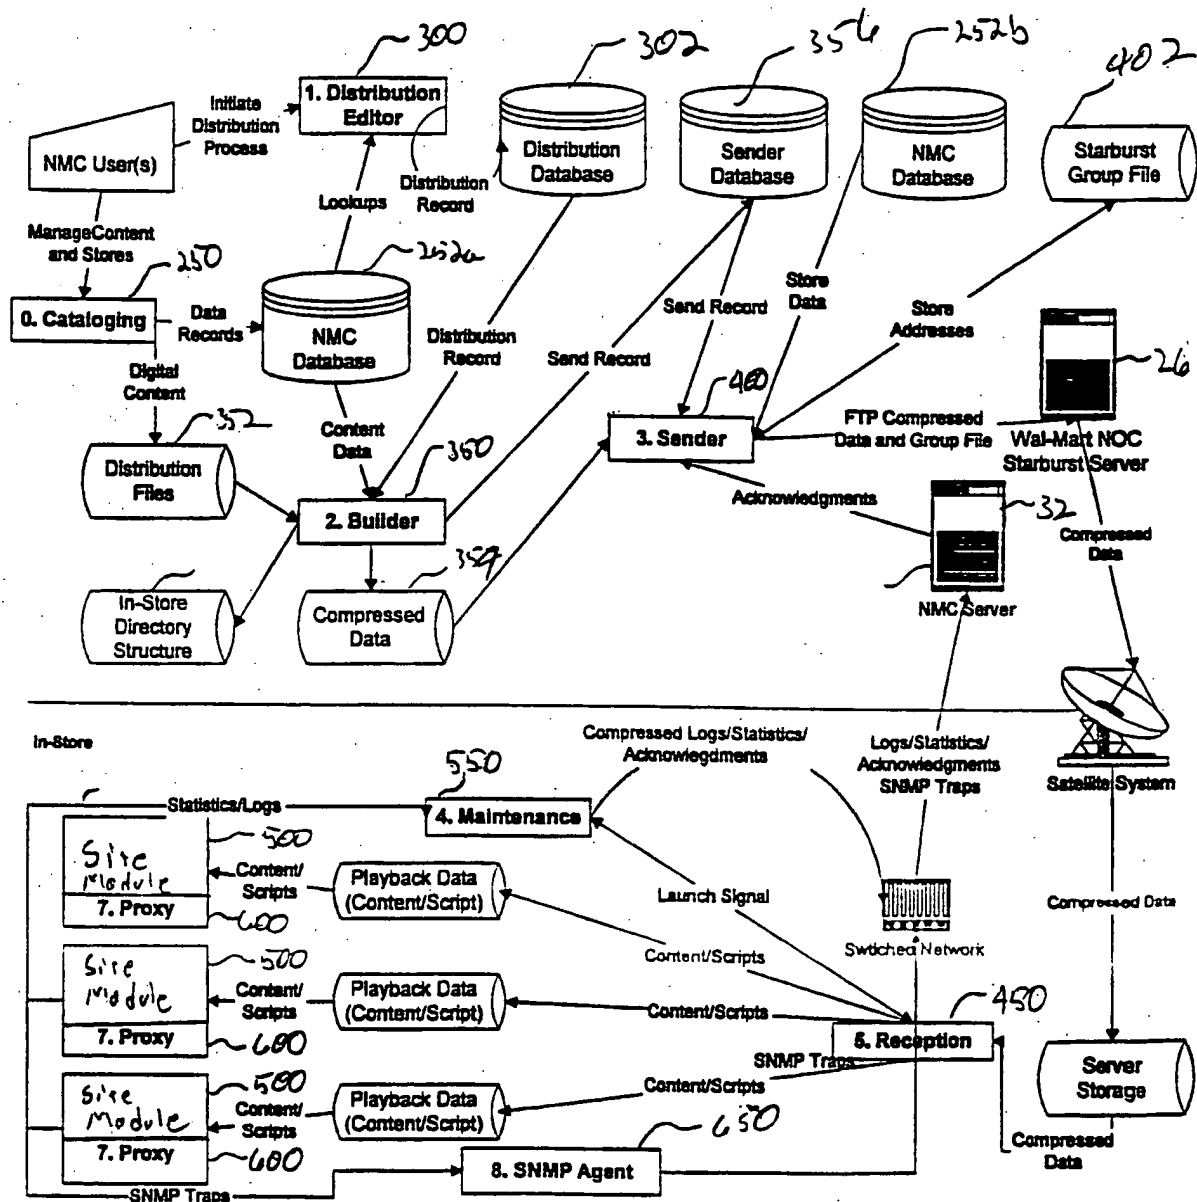 300
302
356
252b
402
1. Distribution
Editor
Initiate
Distribution
Process
NMC User(s)
Distribution
Record
Distribution
Database
Sender
Database
NMC
Database
Starburst
Group File
Lookups
ManageContent
and Stores
250
252a
0. Cataloging
Data
Records
NMC
Database
Send Record
Store
Data
Store
Addresses
Distribution
Record
Send Record
Digital
Content
26
352
Content
Data
350
400
3. Sender
FTP Compressed
Data and Group File
Wal-Mart NOC
Starburst Server
Distribution
Files
2. Builder
Acknowledgments
32
Compressed
Data
354
NMC Server
In-Store
Directory
Structure
Compressed
Data
In-Store
Compressed Logs/Statistics/
Acknowlegdments
Logs/Statistics/
Acknowledgments
SNMP Traps
Satellite System
550
Statistics/Logs
4. Maintenance
500
Site
Module
Content/
Scripts
Playback Data
(Content/Script)
7. Proxy
600
Launch Signal
Compressed Data
Swtiched Network
Content/Scripts
500
Site
Module
Content/
Scripts
Playback Data
(Content/Script)
Content/Scripts
450
7. Proxy
600
5. Reception
SNMP Traps
Server
Storage
500
Site
Module
Content/
Scripts
Playback Data
(Content/Script)
Content/Scripts
650
7. Proxy
600
8. SNMP Agent
Compressed
Data
SNMP Traps